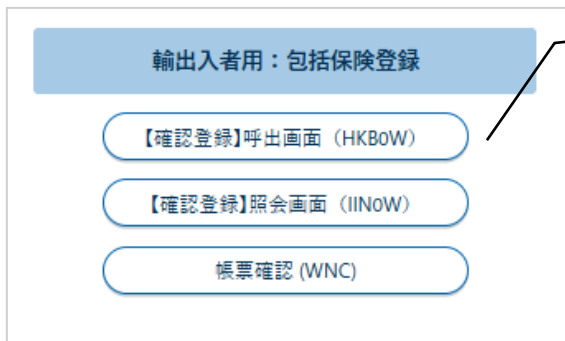 輸出入者用：包括保険登録
【確認登録】呼出画面（HKB0W）
【確認登録】照会画面（IIN0W）
帳票確認 (WNC)